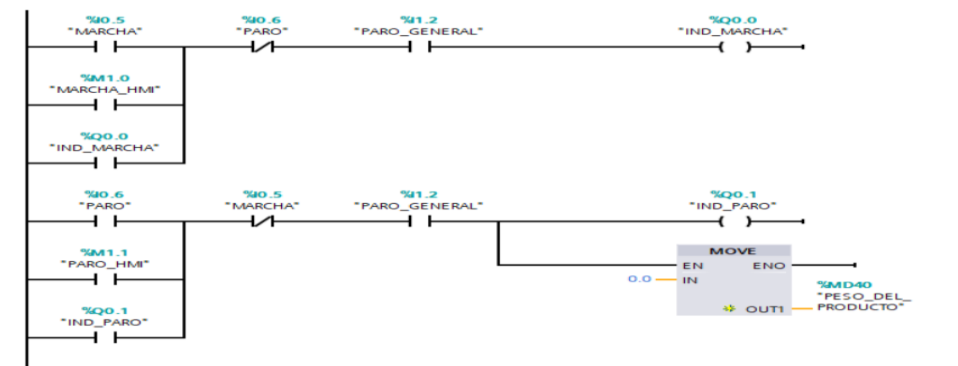 %I0.5 %I0.6 %I1.2 %Q0.0
"MARCHA" "PARO" "PARO_GENERAL" "IND_MARCHA"
%M1.0
"MARCHA_HMI"
%Q0.0
"IND_MARCHA"
%I0.6 %I0.5 %I1.2 %Q0.1
"PARO" "MARCHA" "PARO_GENERAL" "IND_PARO"
%M1.1
"PARO_HMI"
MOVE
EN ENO
0.0 IN
%MD40
"PESO_DEL_
OUT1 PRODUCTO"
%Q0.1
"IND_PARO"